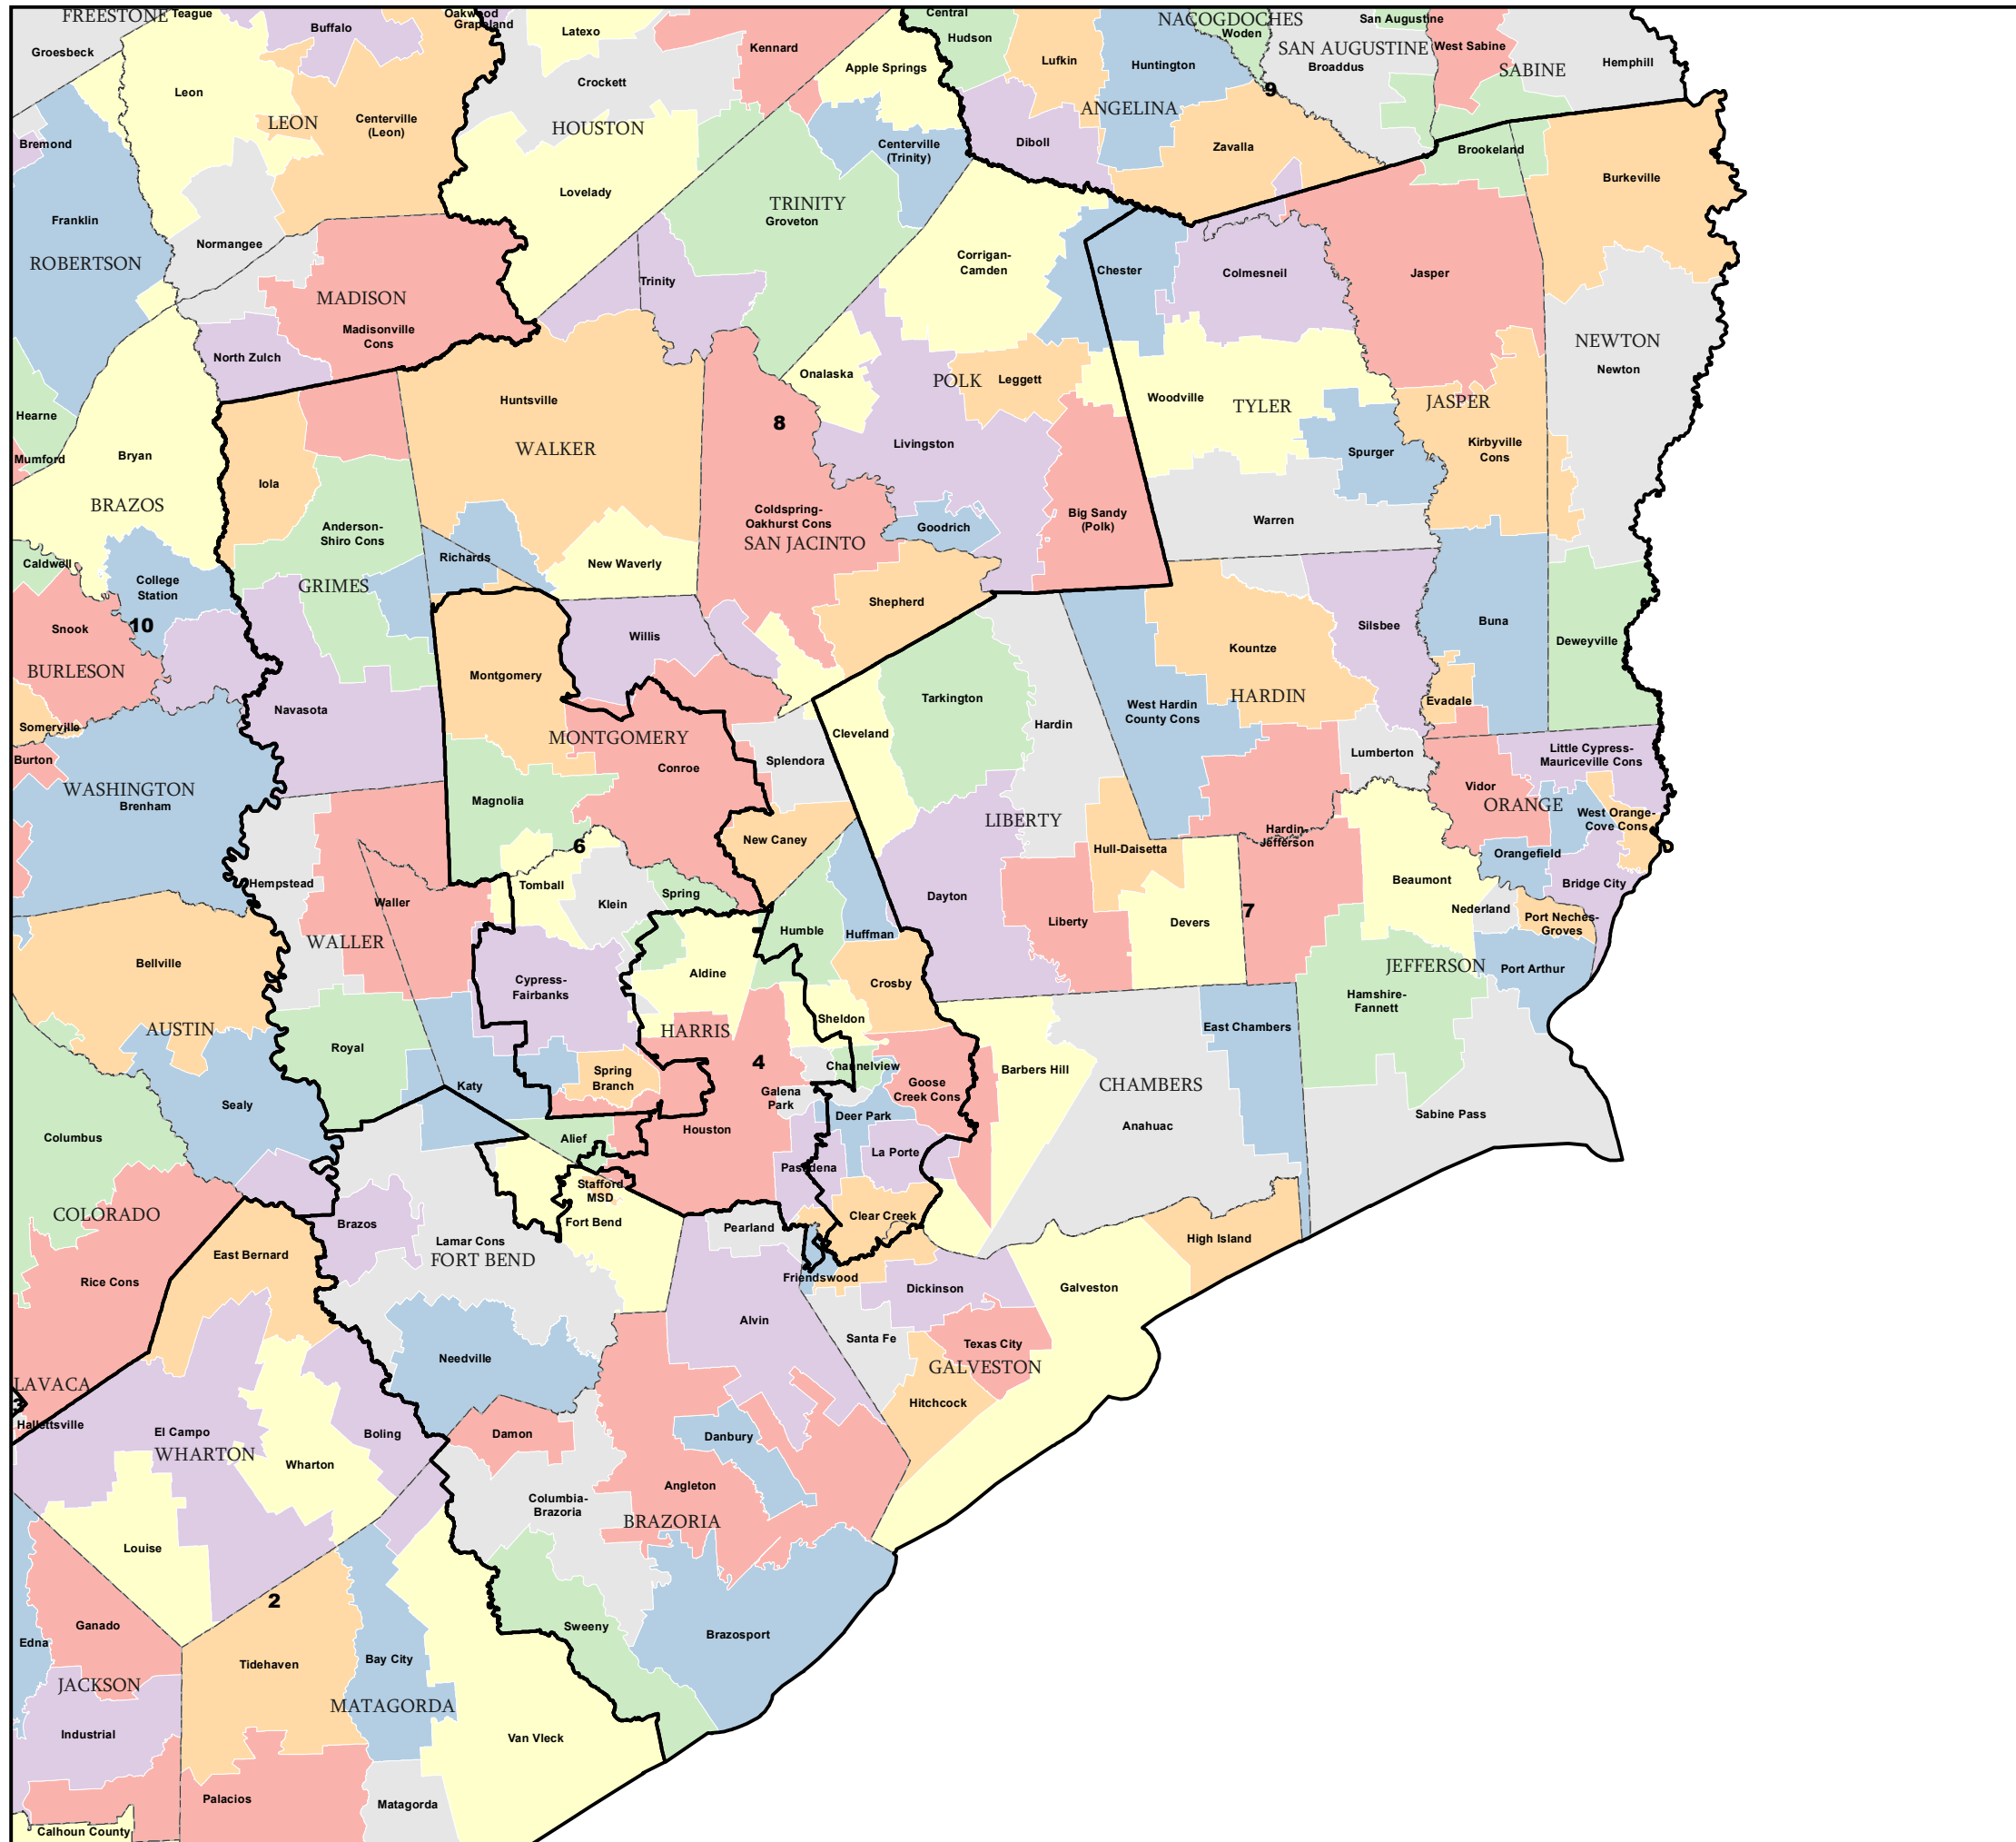 FREESTONE
Teague
Groesbeck
Buffalo
Oakwood
Grapeland
Latexo
Kennard
Central
Hudson
Lufkin
NACOGDOCHES
Woden
San Augustine
SAN AUGUSTINE
Broaddus
West Sabine
SABINE
Hemphill
Leon
LEON
Centerville
(Leon)
Crockett
HOUSTON
Apple Springs
Huntington
ANGELINA
9
Bremond
Centerville
(Trinity)
Diboll
Zavalla
Brookeland
Burkeville
Franklin
ROBERTSON
Normangee
Lovelady
TRINITY
Groveton
Corrigan-
Camden
Chester
Colmesneil
Jasper
MADISON
Madisonville
Cons
Trinity
North Zulch
Onalaska
POLK
Leggett
NEWTON
Newton
Hearne
Mumford
Bryan
BRAZOS
Iola
Huntsville
WALKER
8
Livingston
Woodville
TYLER
Spurger
JASPER
Kirbyville
Cons
Anderson-
Shiro Cons
Coldspring-
Oakhurst Cons
SAN JACINTO
Goodrich
Big Sandy
(Polk)
Warren
Caldwell
College
Station
Richards
New Waverly
GRIMES
Shepherd
Snook
10
BURLESON
Willis
Silsbee
Buna
Deweyville
Kountze
HARDIN
Somerville
Burton
Navasota
Montgomery
MONTGOMERY
Conroe
Splendora
Cleveland
Tarkington
Hardin
West Hardin
County Cons
Evadale
Lumberton
Little Cypress-
Mauriceville Cons
WASHINGTON
Brenham
Magnolia
New Caney
LIBERTY
Hull-Daisetta
Hardin-
Jefferson
Vidor
ORANGE
West Orange-
Cove Cons
Orangefield
Bridge City
6
Hempstead
Waller
WALLER
Tomball
Klein
Spring
Humble
Huffman
Dayton
Liberty
Devers
7
Beaumont
Nederland
Port Neches-
Groves
Bellville
AUSTIN
Cypress-
Fairbanks
Aldine
HARRIS
Crosby
Sheldon
JEFFERSON
Port Arthur
Hamshire-
Fannett
Royal
Katy
Spring
Branch
4
Channelview
Galena
Park
Goose
Creek Cons
Barbers Hill
CHAMBERS
East Chambers
Anahuac
Sabine Pass
Sealy
Columbus
Alief
Houston
Deer Park
La Porte
Pasadena
Stafford
MSD
Fort Bend
COLORADO
Brazos
Lamar Cons
FORT BEND
Pearland
Clear Creek
High Island
East Bernard
Rice Cons
Friendswood
Dickinson
Galveston
Needville
Alvin
Santa Fe
Texas City
GALVESTON
Hitchcock
LAVACA
3
Hallettsville
El Campo
WHARTON
Wharton
Boling
Damon
Danbury
Angleton
Columbia-
Brazoria
BRAZORIA
Louise
2
Ganado
Edna
JACKSON
Industrial
Tidehaven
Bay City
MATAGORDA
Sweeny
Brazosport
Van Vleck
Palacios
Matagorda
Calhoun County